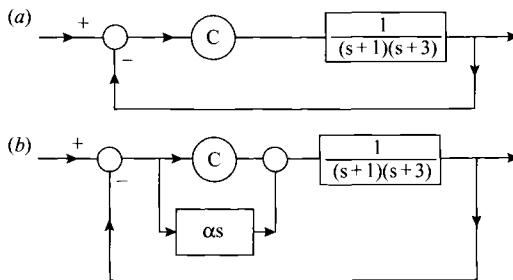 (a)
+
−
C
1
(s + 1)(s + 3)
(b)
+
−
C
1
(s + 1)(s + 3)
αs